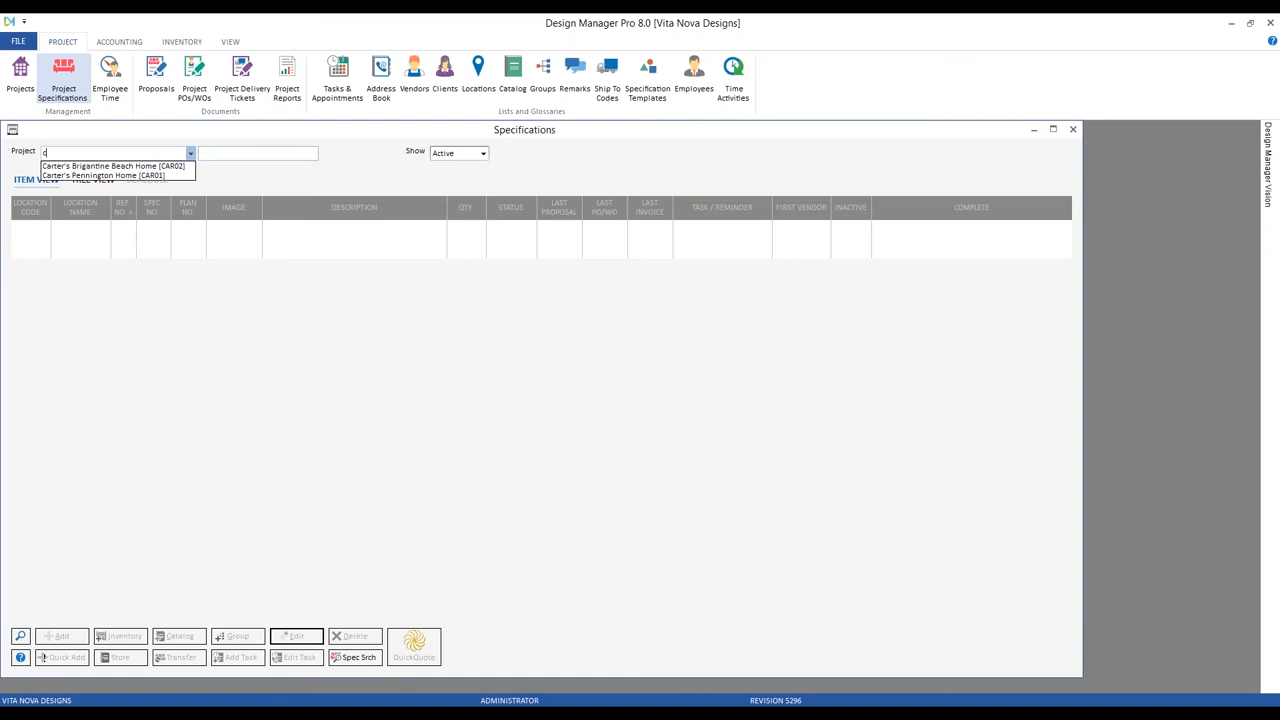 Design Manager Pro 8.0 [Vita Nova Designs]
FILE PROJECT ACCOUNTING INVENTORY VIEW
Projects
Project Specifications
Employee Time
Proposals
Project POs/WOs
Project Delivery Tickets
Project Reports
Tasks & Appointments
Address Book
Vendors
Clients
Locations
Catalog
Groups
Remarks
Ship To Codes
Specification Templates
Employees
Time Activities
Management
Documents
Lists and Glossaries
Specifications
Project c
Show Active
Carter's Brigantine Beach Home [CAR02]
Carter's Pennington Home [CAR01]
ITEM VIEW TREE VIEW SCHEDULE
LOCATION CODE
LOCATION NAME
REF NO. >
SPEC. NO.
PLAN NO.
IMAGE
DESCRIPTION
QTY.
STATUS
LAST PROPOSAL
LAST PO/WO
LAST INVOICE
TASK / REMINDER
FIRST VENDOR
INACTIVE
COMPLETE
Add Inventory Catalog Group Edit Delete
Quick Add Store Transfer Add Task Edit Task Spec Srch QuickQuote
VITA NOVA DESIGNS ADMINISTRATOR REVISION 5296
Design Manager Vision